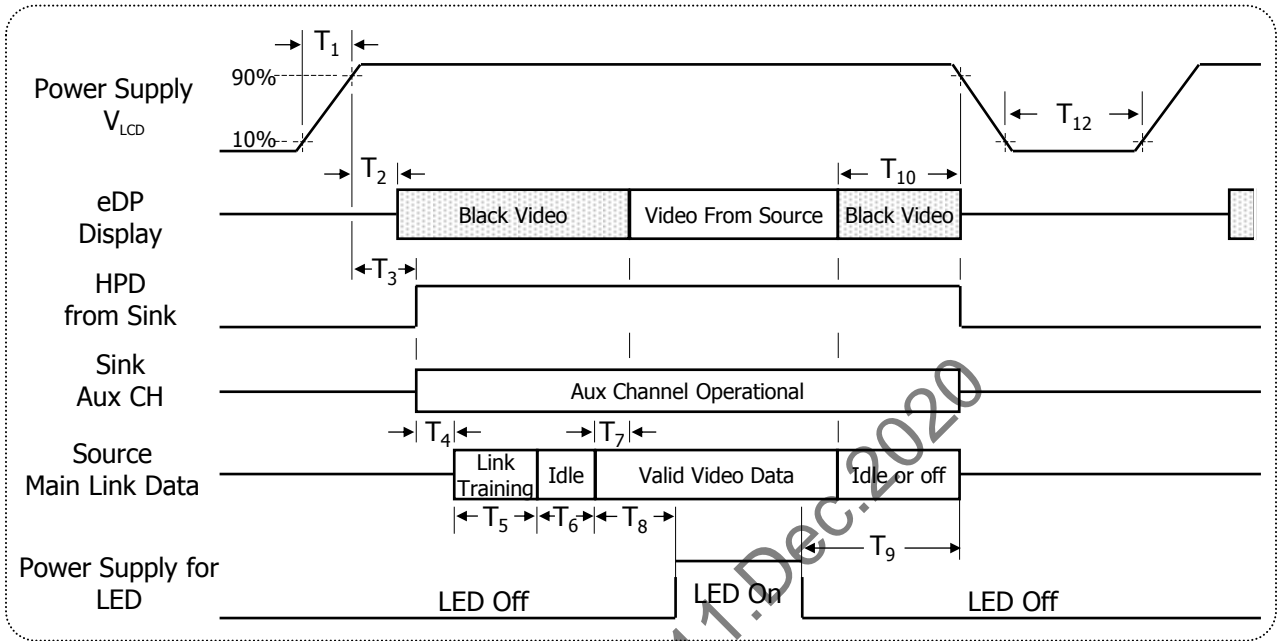 T1
90%
Power Supply
VLCD
10%
T12
T2
T10
eDP
Display
Black Video
Video From Source
Black Video
T3
HPD
from Sink
Sink
Aux CH
Aux Channel Operational
T4
T7
Source
Main Link Data
Link
Training
Idle
Valid Video Data
Idle or off
T5
T6
T8
T9
Power Supply for
LED
LED Off
LED On
LED Off
11.Dec.2020